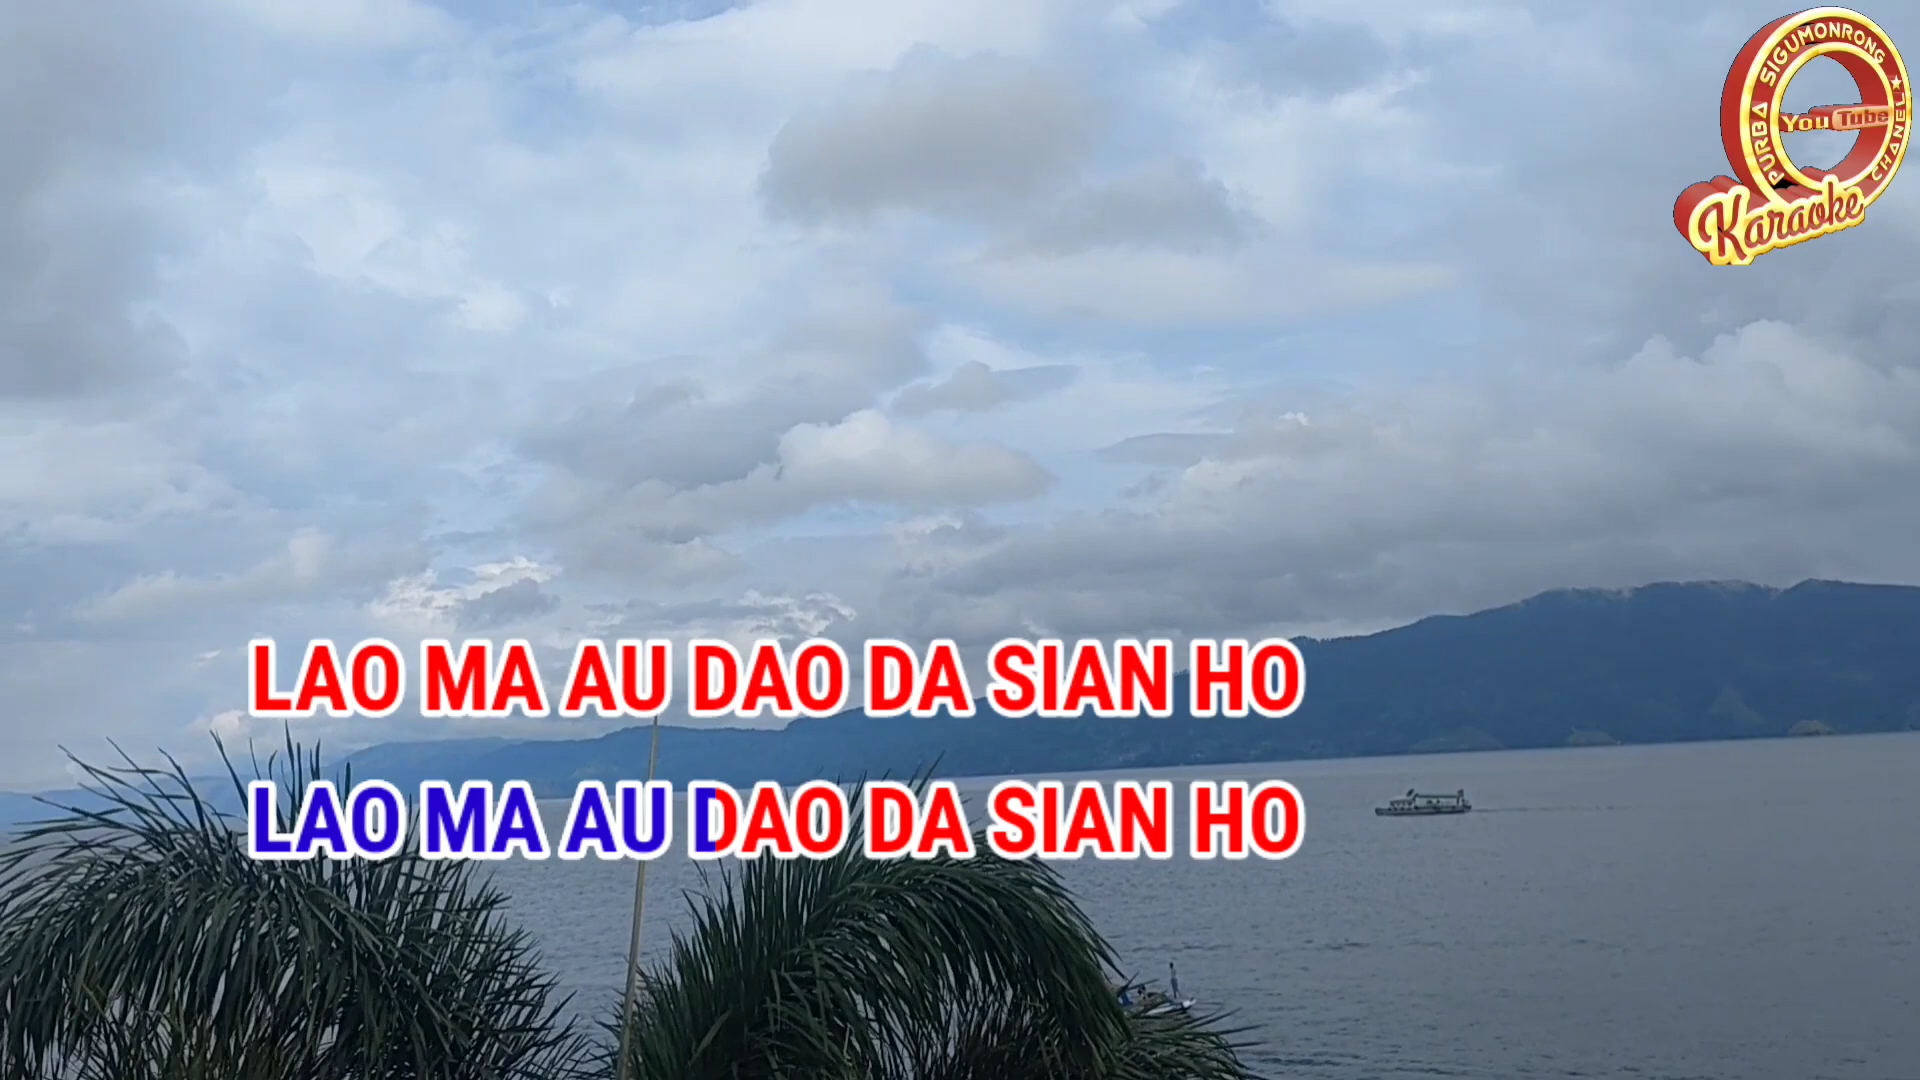 PURBA SIGUMONRONG ★ CHANEL
You Tube
Karaoke
LAO MA AU DAO DA SIAN HO
LAO MA AU DAO DA SIAN HO